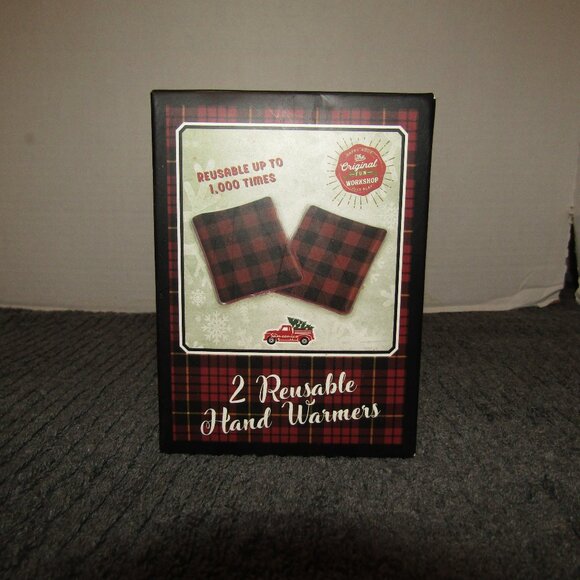 REUSABLE UP TO
1,000 TIMES
The
Original
FUN
WORKSHOP
2 Reusable
Hand Warmers